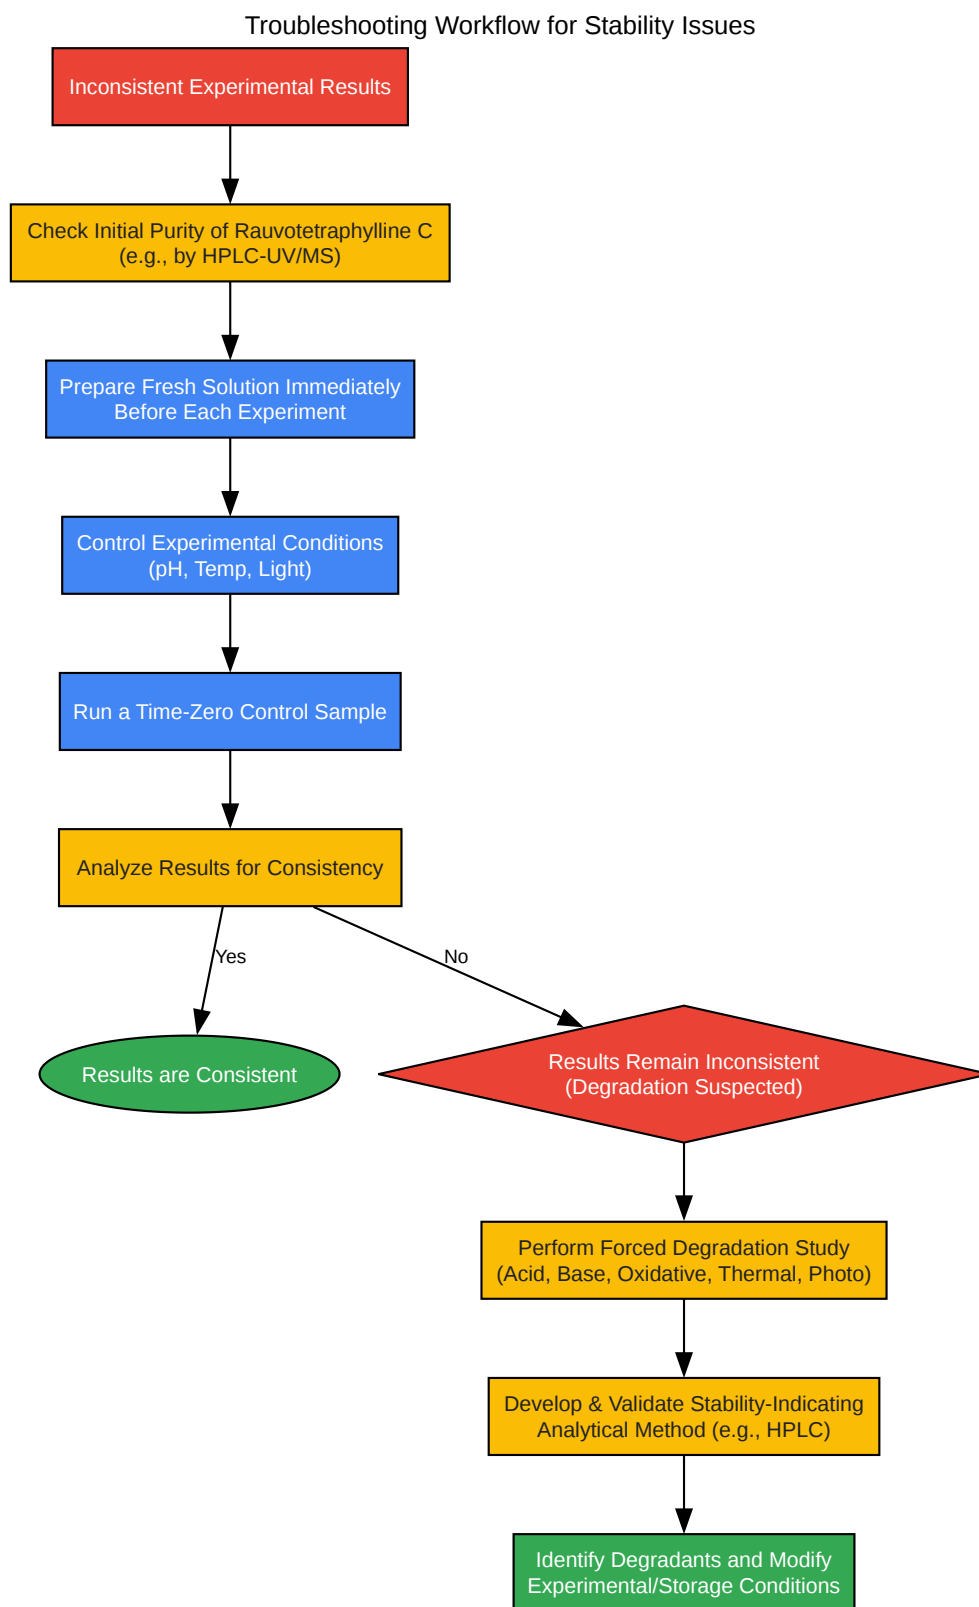 Troubleshooting Workflow for Stability Issues
Inconsistent Experimental Results
Check Initial Purity of Rauvotetraphylline C
(e.g., by HPLC-UV/MS)
Prepare Fresh Solution Immediately
Before Each Experiment
Control Experimental Conditions
(pH, Temp, Light)
Run a Time-Zero Control Sample
Analyze Results for Consistency
Yes
No
Results are Consistent
Results Remain Inconsistent
(Degradation Suspected)
Perform Forced Degradation Study
(Acid, Base, Oxidative, Thermal, Photo)
Develop & Validate Stability-Indicating
Analytical Method (e.g., HPLC)
Identify Degradants and Modify
Experimental/Storage Conditions